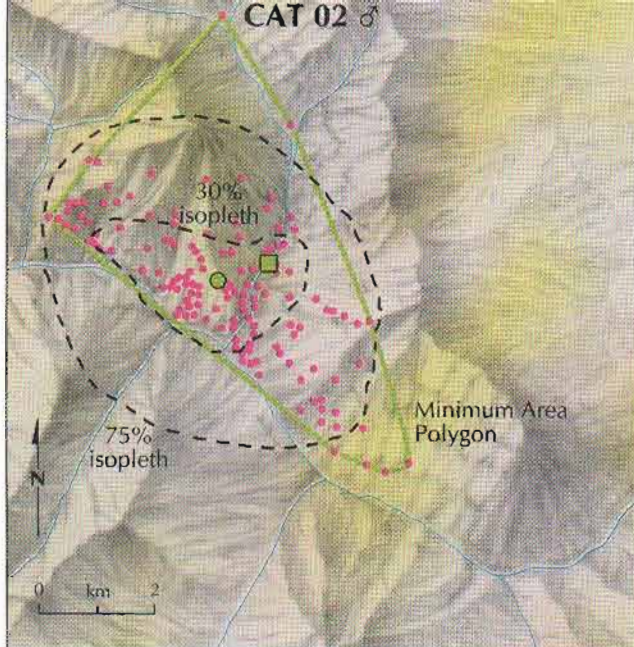 CAT 02 ♂
30%
isopleth
Minimum Area
Polygon
75%
isopleth
N
0 km 2